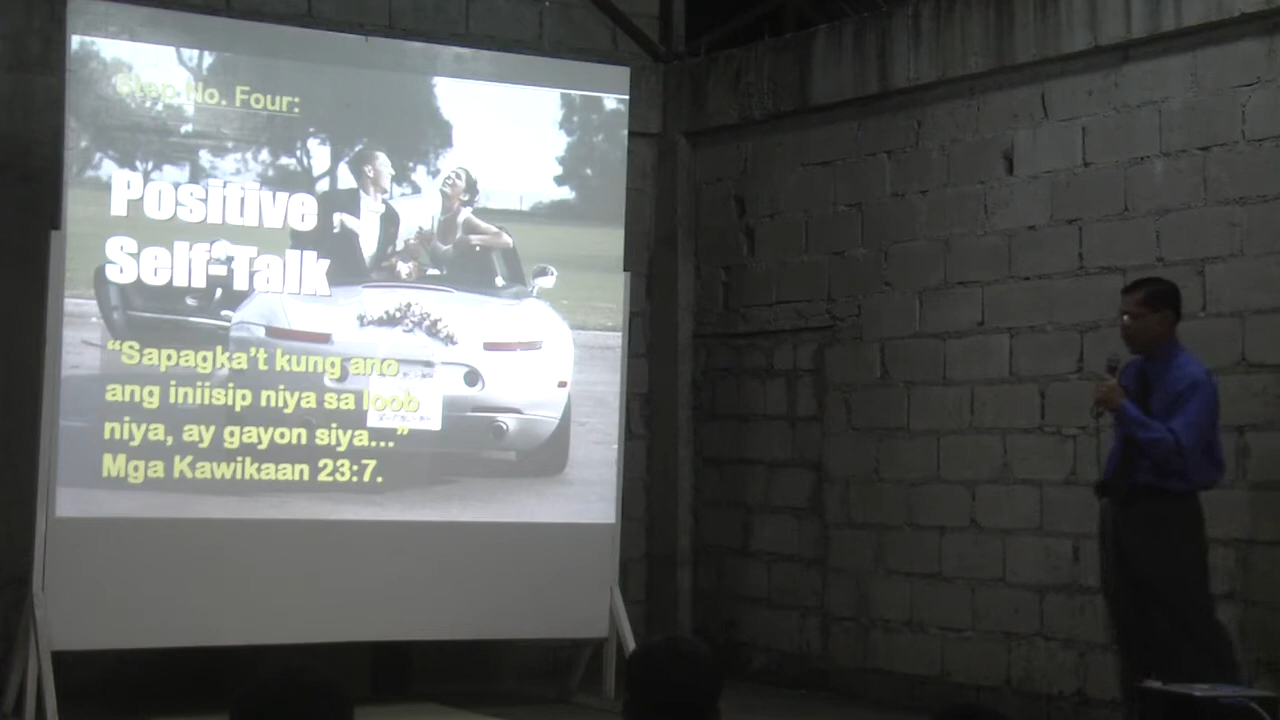 Step No. Four:
Positive
Self-Talk
“Sapagka’t kung ano
ang iniisip niya sa loob
niya, ay gayon siya...”
Mga Kawikaan 23:7.